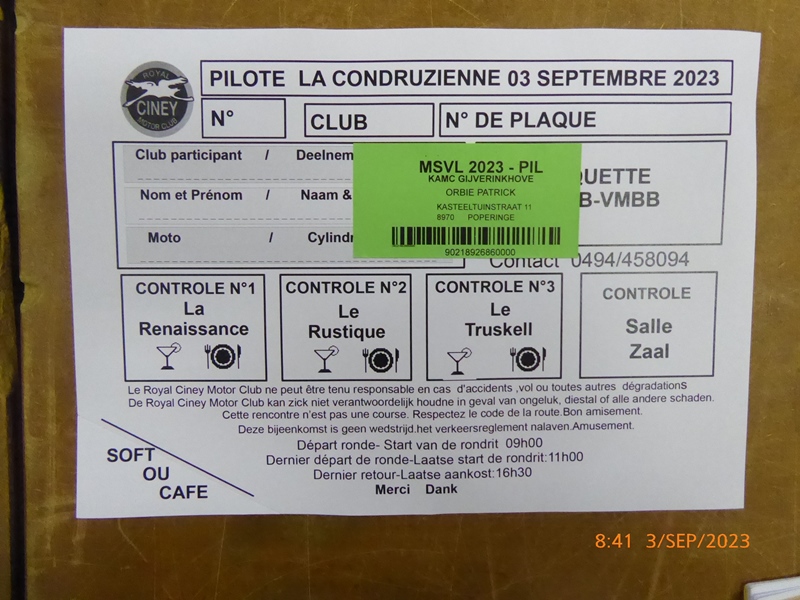 ROYAL
CINEY
MOTOR CLUB
PILOTE LA CONDRUZIENNE 03 SEPTEMBRE 2023
N°
CLUB
N° DE PLAQUE
Club participant / Deelnem
Nom et Prénom / Naam &
Moto / Cylindr
MSVL 2023 - PIL
KAMC GIJVERINKHOVE
ORBIE PATRICK
KASTEELTUINSTRAAT 11
8970 POPERINGE
90218926860000
QUETTE
B-VMBB
Contact 0494/458094
CONTROLE N°1
La
Renaissance
CONTROLE N°2
Le
Rustique
CONTROLE N°3
Le
Truskell
CONTROLE
Salle
Zaal
Le Royal Ciney Motor Club ne peut être tenu responsable en cas d'accidents ,vol ou toutes autres dégradations
De Royal Ciney Motor Club kan zick niet verantwoordelijk houdne in geval van ongeluk, diestal of alle andere schaden.
Cette rencontre n'est pas une course. Respectez le code de la route.Bon amisement.
Deze bijeenkomst is geen wedstrijd.het verkeersreglement nalaven.Amusement.
Départ ronde- Start van de rondrit 09h00
Dernier départ de ronde-Laatse start de rondrit:11h00
Dernier retour-Laatse aankost:16h30
Merci Dank
SOFT
OU
CAFE
8:41 3/SEP/2023